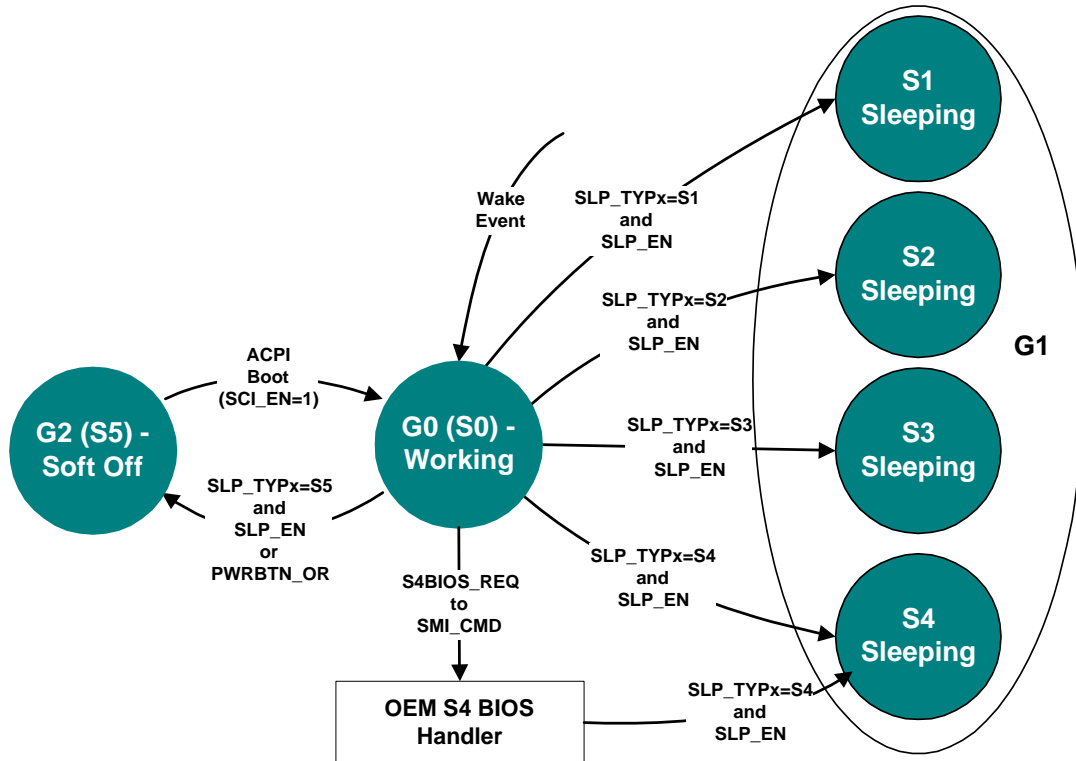 S1
Sleeping
Wake
Event
SLP_TYPx=S1
and
SLP_EN
S2
Sleeping
SLP_TYPx=S2
and
SLP_EN
G1
ACPI
Boot
(SCI_EN=1)
G2 (S5) -
Soft Off
G0 (S0) -
Working
SLP_TYPx=S3
and
SLP_EN
S3
Sleeping
SLP_TYPx=S5
and
SLP_EN
or
PWRBTN_OR
SLP_TYPx=S4
and
SLP_EN
S4BIOS_REQ
to
SMI_CMD
S4
Sleeping
OEM S4 BIOS
Handler
SLP_TYPx=S4
and
SLP_EN